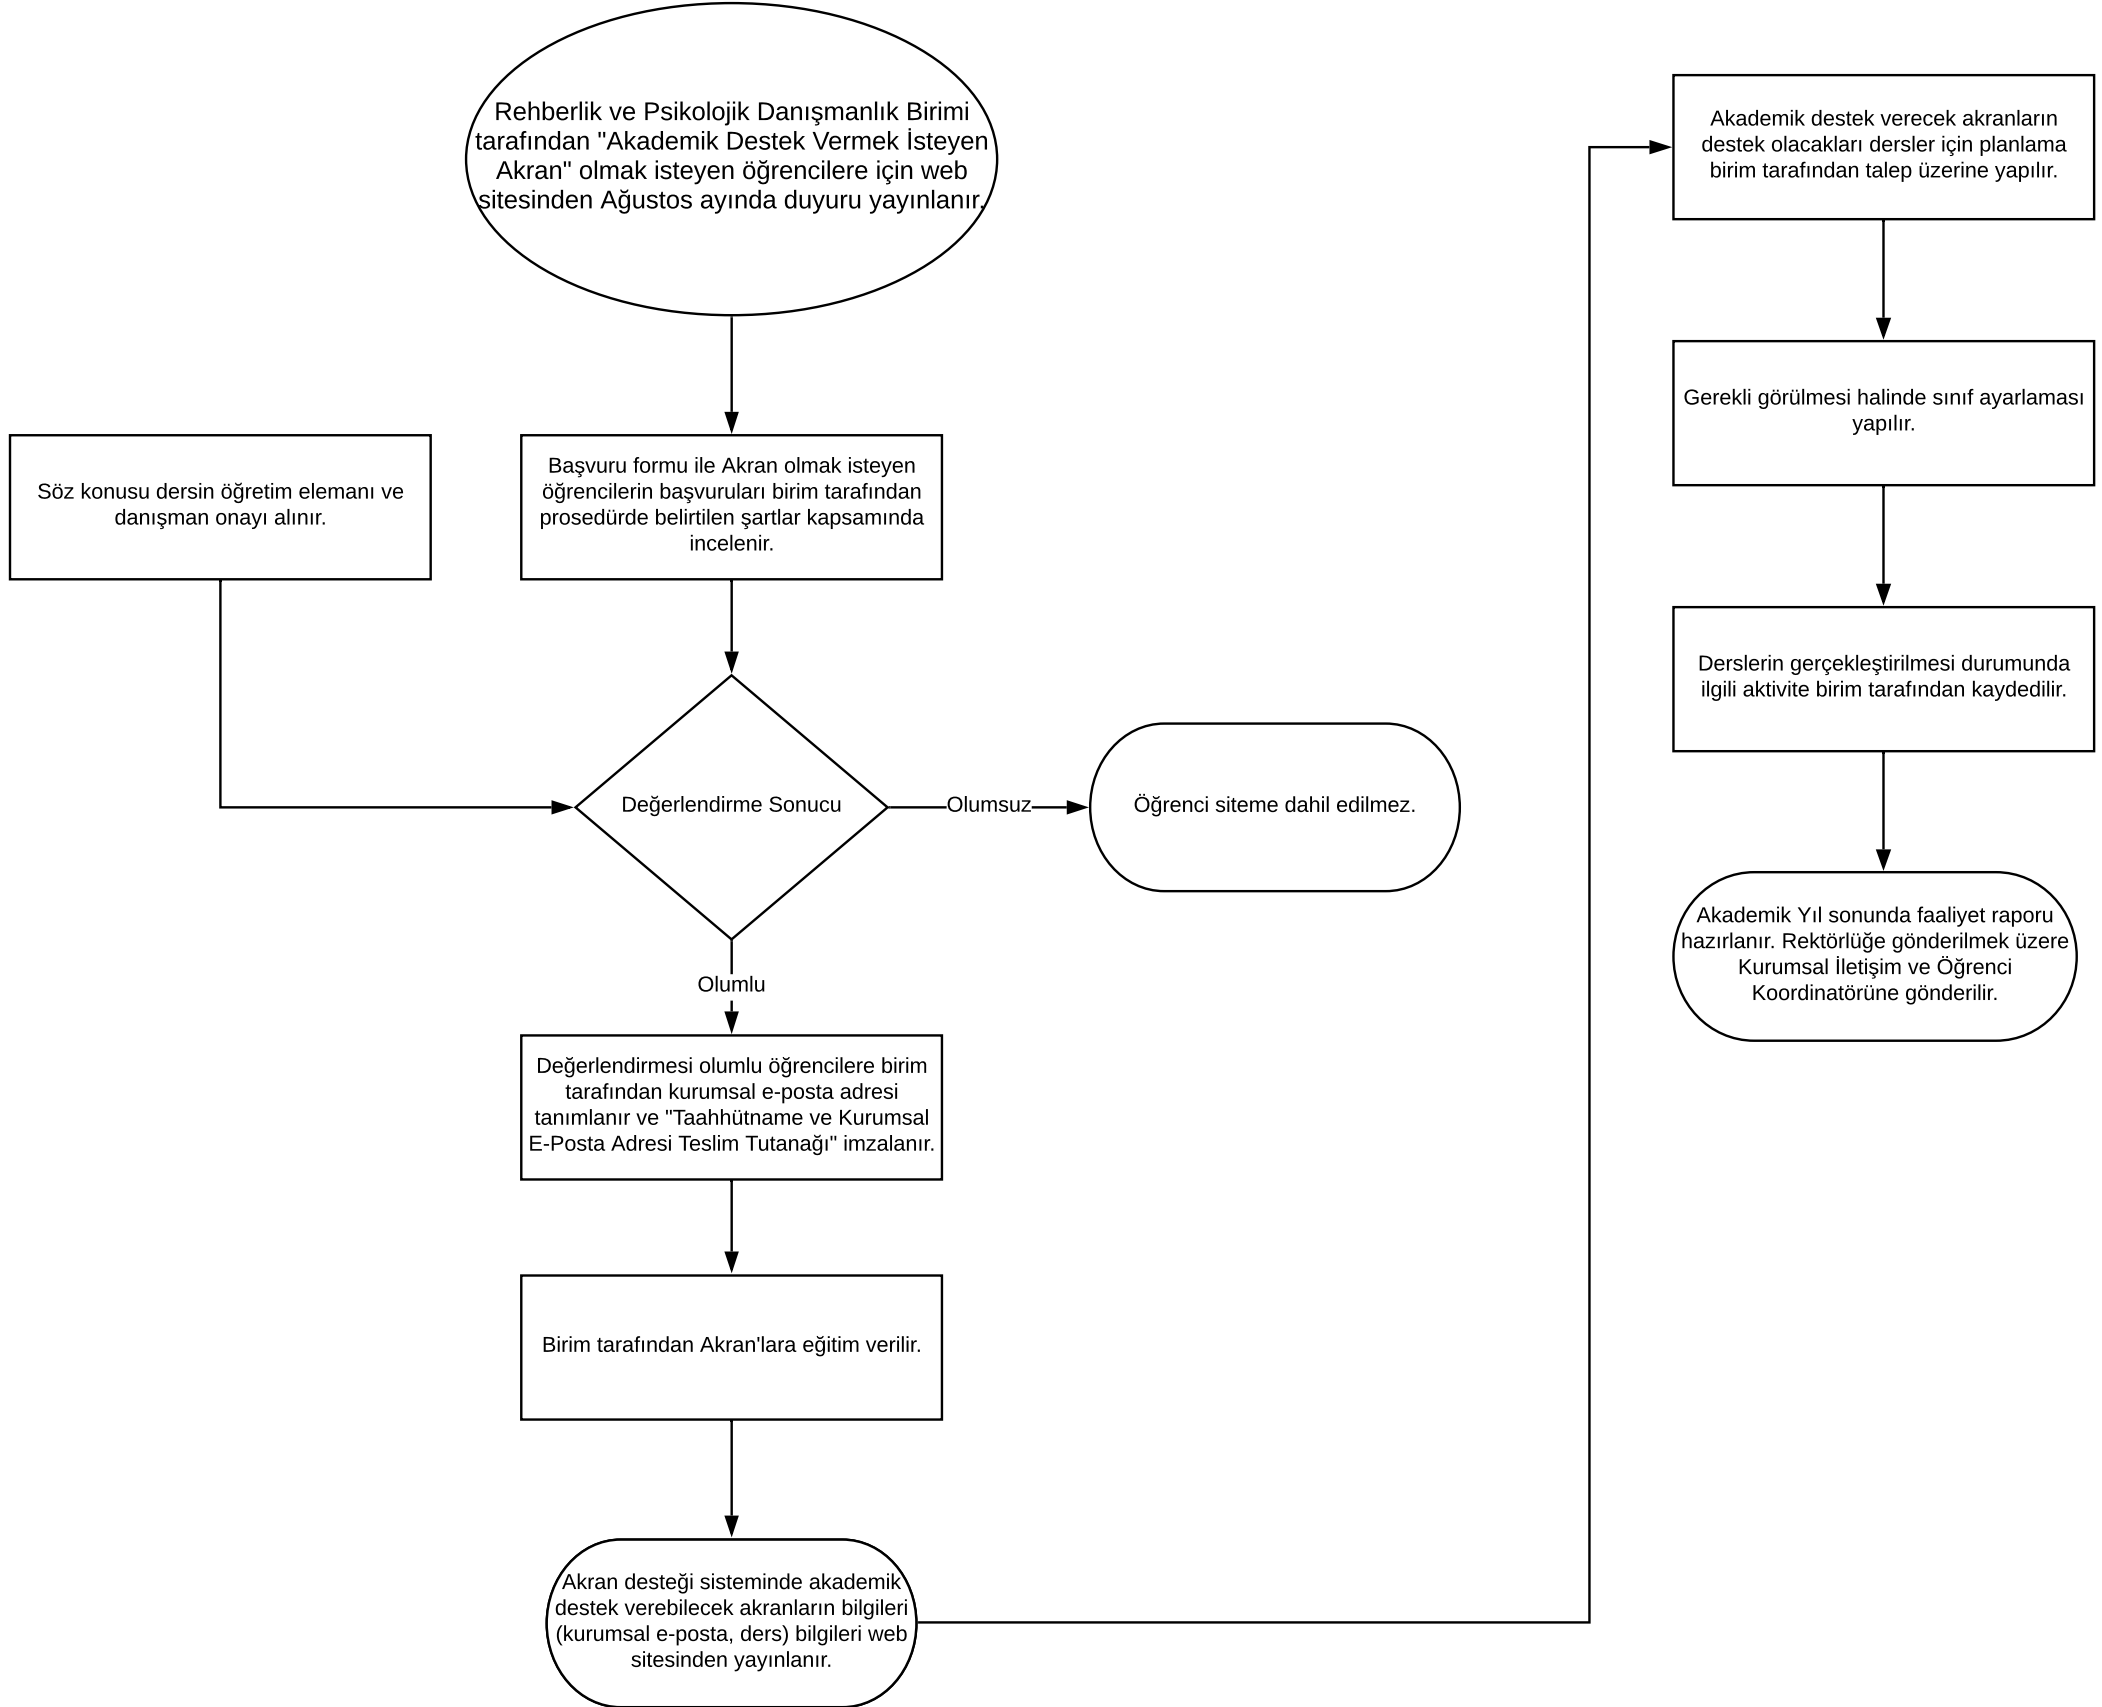 Rehberlik ve Psikolojik Danışmanlık Birimi
tarafından "Akademik Destek Vermek İsteyen
Akran" olmak isteyen öğrencilere için web
sitesinden Ağustos ayında duyuru yayınlanır.
Söz konusu dersin öğretim elemanı ve
danışman onayı alınır.
Başvuru formu ile Akran olmak isteyen
öğrencilerin başvuruları birim tarafından
prosedürde belirtilen şartlar kapsamında
incelenir.
Değerlendirme Sonucu
Olumsuz
Öğrenci siteme dahil edilmez.
Olumlu
Değerlendirmesi olumlu öğrencilere birim
tarafından kurumsal e-posta adresi
tanımlanır ve "Taahhütname ve Kurumsal
E-Posta Adresi Teslim Tutanağı" imzalanır.
Birim tarafından Akran'lara eğitim verilir.
Akran desteği sisteminde akademik
destek verebilecek akranların bilgileri
(kurumsal e-posta, ders) bilgileri web
sitesinden yayınlanır.
Akademik destek verecek akranların
destek olacakları dersler için planlama
birim tarafından talep üzerine yapılır.
Gerekli görülmesi halinde sınıf ayarlaması
yapılır.
Derslerin gerçekleştirilmesi durumunda
ilgili aktivite birim tarafından kaydedilir.
Akademik Yıl sonunda faaliyet raporu
hazırlanır. Rektörlüğe gönderilmek üzere
Kurumsal İletişim ve Öğrenci
Koordinatörüne gönderilir.